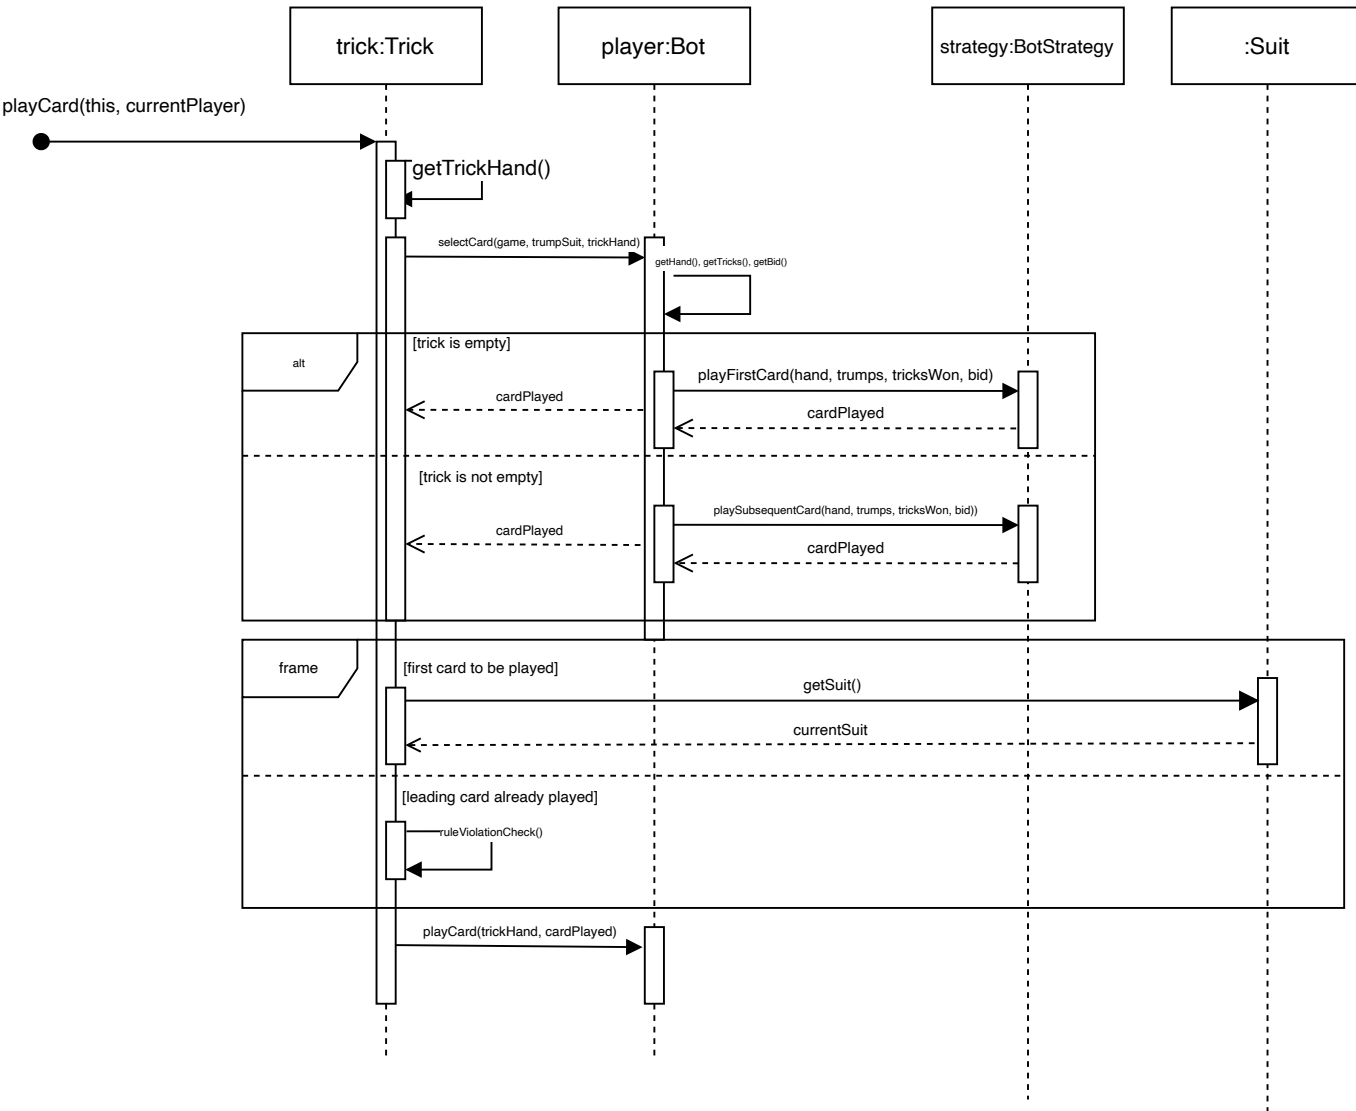 trick:Trick
player:Bot
strategy:BotStrategy
:Suit
playCard(this, currentPlayer)
getTrickHand()
selectCard(game, trumpSuit, trickHand)
getHand(), getTricks(), getBid()
alt
[trick is empty]
playFirstCard(hand, trumps, tricksWon, bid)
cardPlayed
cardPlayed
[trick is not empty]
playSubsequentCard(hand, trumps, tricksWon, bid))
cardPlayed
cardPlayed
frame
[first card to be played]
getSuit()
currentSuit
[leading card already played]
ruleViolationCheck()
playCard(trickHand, cardPlayed)